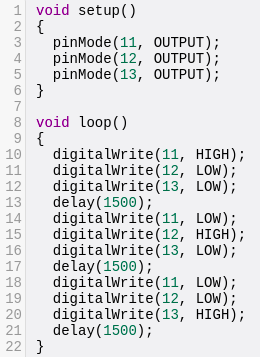 1 void setup()
2 {
3   pinMode(11, OUTPUT);
4   pinMode(12, OUTPUT);
5   pinMode(13, OUTPUT);
6 }
7
8 void loop()
9 {
10   digitalWrite(11, HIGH);
11   digitalWrite(12, LOW);
12   digitalWrite(13, LOW);
13   delay(1500);
14   digitalWrite(11, LOW);
15   digitalWrite(12, HIGH);
16   digitalWrite(13, LOW);
17   delay(1500);
18   digitalWrite(11, LOW);
19   digitalWrite(12, LOW);
20   digitalWrite(13, HIGH);
21   delay(1500);
22 }